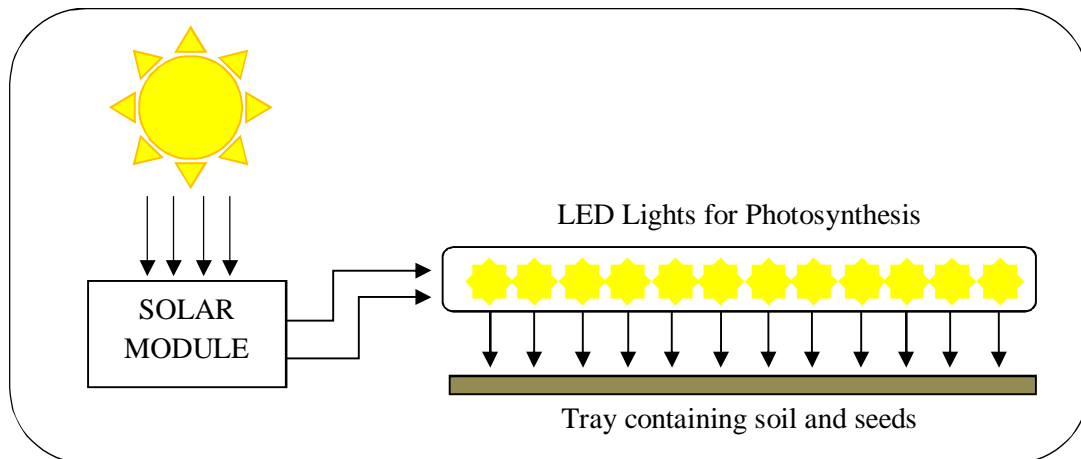 LED Lights for Photosynthesis
SOLAR
MODULE
Tray containing soil and seeds